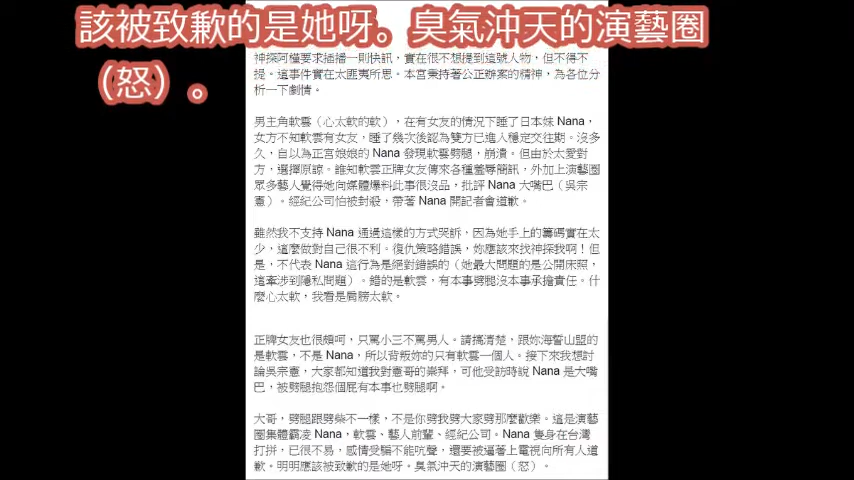 該被致歉的是她呀。臭氣沖天的演藝圈
（怒）。
神探阿權要求插播一則快訊，實在很不想提到這號人物，但不得不
提。這事件實在太匪夷所思。本宮秉持著公正辦案的精神，為各位分
析一下劇情。
男主角軟雲（心太軟的軟），在有女友的情況下睡了日本妹 Nana，
女方不知軟雲有女友，睡了幾次後認為雙方已進入穩定交往期。沒多
久，自以為正宮娘娘的 Nana 發現軟雲劈腿，崩潰。但由於太愛對
方，選擇原諒。誰知軟雲正牌女友傳來各種羞辱簡訊，外加上演藝圈
眾多藝人覺得她向媒體爆料此事很沒品，批評 Nana 大嘴巴（吳宗
憲）。經紀公司怕被封殺，帶著 Nana 開記者會道歉。
雖然我不支持 Nana 通過這樣的方式哭訴，因為她手上的籌碼實在太
少，這麼做對自己很不利。復仇策略錯誤，妳應該來找神探我啊！但
是，不代表 Nana 這行為是絕對錯誤的（她最大問題的是公開床照，
這牽涉到隱私問題）。錯的是軟雲，有本事劈腿沒本事承擔責任。什
麼心太軟，我看是肩膀太軟。
正牌女友也很頗呵，只罵小三不罵男人。請搞清楚，跟妳海誓山盟的
是軟雲，不是 Nana，所以背叛妳的只有軟雲一個人。接下來我想討
論吳宗憲，大家都知道我對憲哥的崇拜，可他受訪時說 Nana 是大嘴
巴，被劈腿抱怨個屁有本事也劈腿啊。
大哥，劈腿跟劈柴不一樣，不是你劈我劈大家劈那麼歡樂。這是演藝
圈集體霸凌 Nana，軟雲、藝人前輩、經紀公司。Nana 隻身在台灣
打拼，已很不易，感情受騙不能吭聲，還要被逼著上電視向所有人道
歉。明明應該被致歉的是她呀。臭氣沖天的演藝圈（怒）。